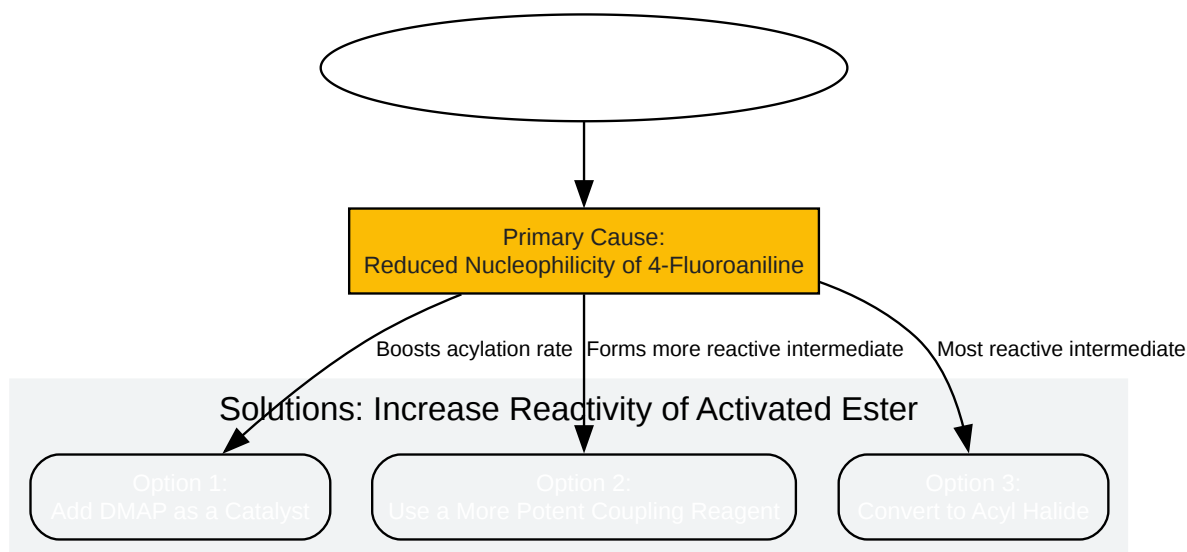 Primary Cause:
Reduced Nucleophilicity of 4-Fluoroaniline
Boosts acylation rate
Forms more reactive intermediate
Most reactive intermediate
Solutions: Increase Reactivity of Activated Ester
Option 1:
Add DMAP as a Catalyst
Option 2:
Use a More Potent Coupling Reagent
Option 3:
Convert to Acyl Halide